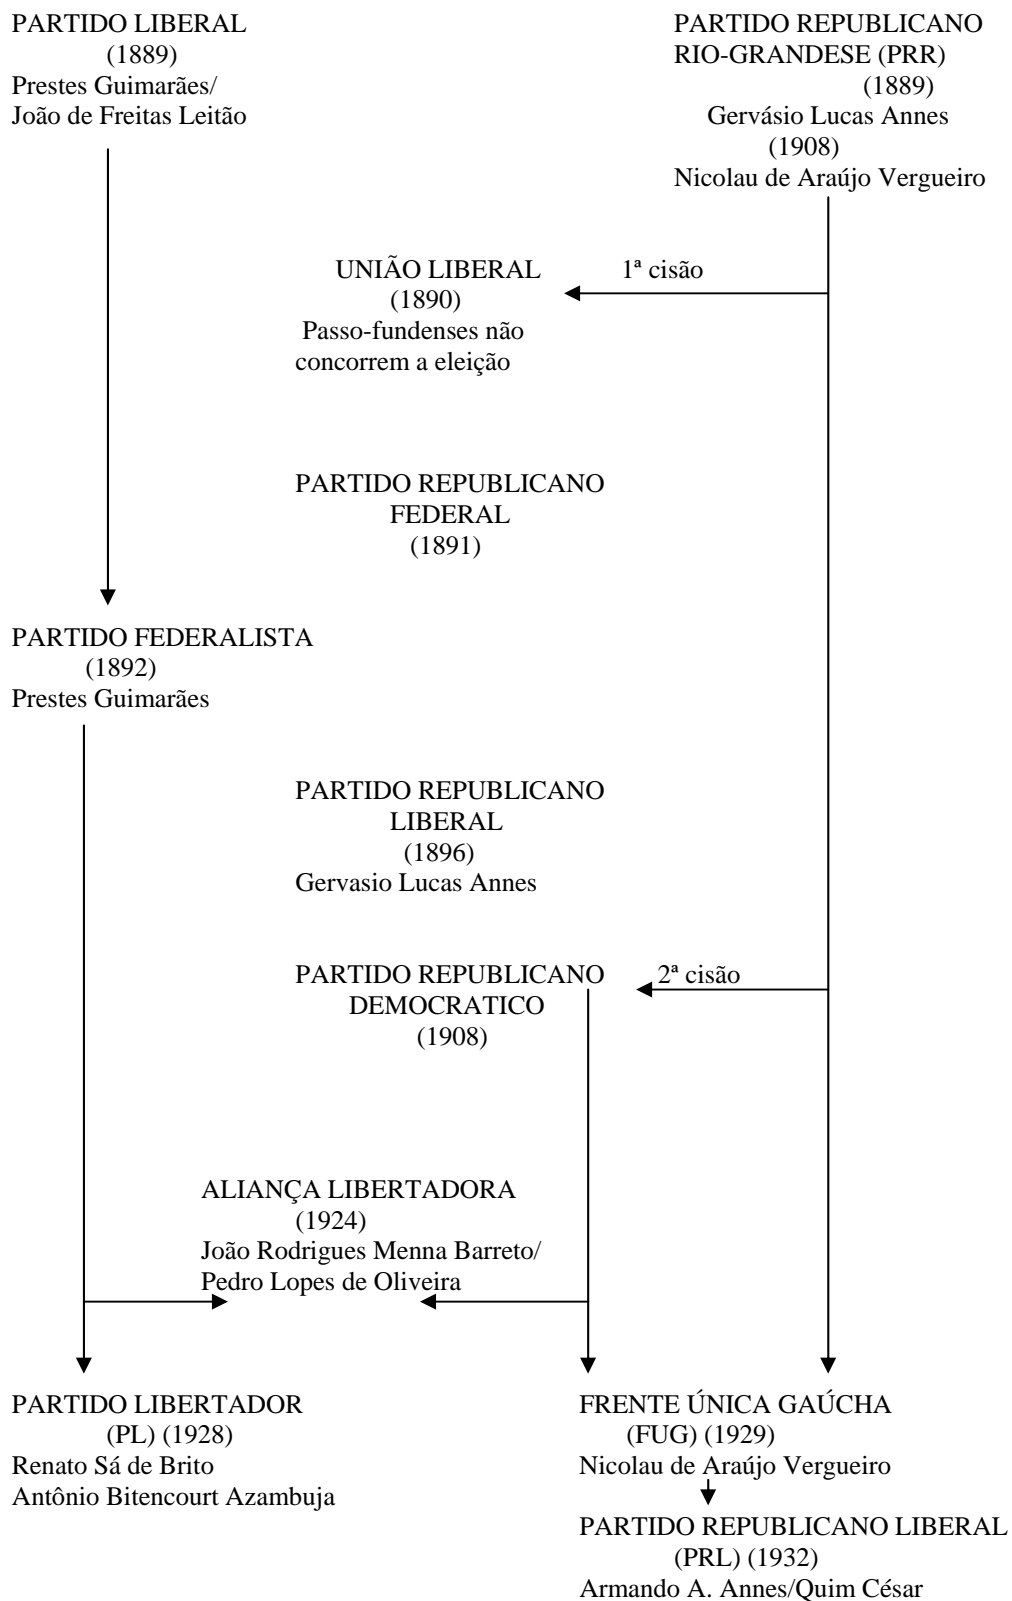 PARTIDO LIBERAL
(1889)
Prestes Guimarães/
João de Freitas Leitão
PARTIDO REPUBLICANO
RIO-GRANDESE (PRR)
(1889)
Gervásio Lucas Annes
(1908)
Nicolau de Araújo Vergueiro
UNIÃO LIBERAL
(1890)
Passo-fundenses não
concorrem a eleição
1ª cisão
PARTIDO REPUBLICANO
FEDERAL
(1891)
PARTIDO FEDERALISTA
(1892)
Prestes Guimarães
PARTIDO REPUBLICANO
LIBERAL
(1896)
Gervasio Lucas Annes
PARTIDO REPUBLICANO
DEMOCRATICO
(1908)
2ª cisão
ALIANÇA LIBERTADORA
(1924)
João Rodrigues Menna Barreto/
Pedro Lopes de Oliveira
PARTIDO LIBERTADOR
(PL) (1928)
Renato Sá de Brito
Antônio Bitencourt Azambuja
FRENTE ÚNICA GAÚCHA
(FUG) (1929)
Nicolau de Araújo Vergueiro
PARTIDO REPUBLICANO LIBERAL
(PRL) (1932)
Armando A. Annes/Quim César